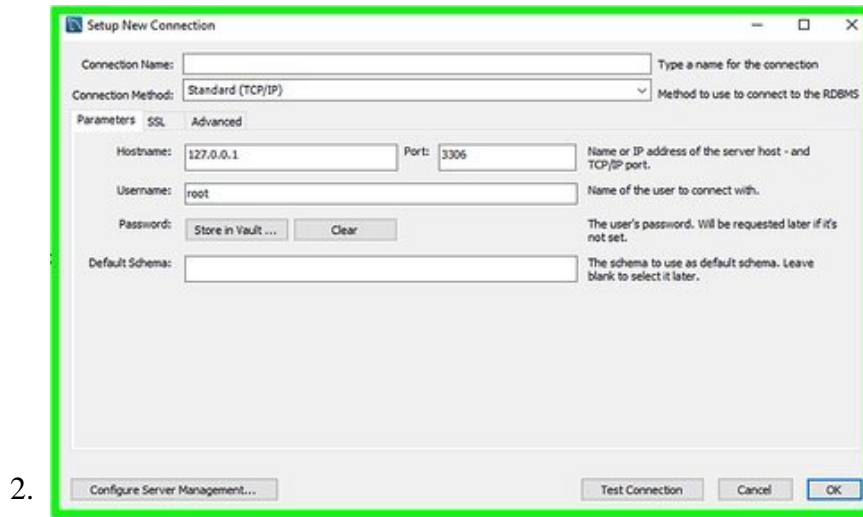 Setup New Connection
Connection Name: Type a name for the connection
Connection Method: Standard (TCP/IP) Method to use to connect to the RDBMS
Parameters SSL Advanced
Hostname: 127.0.0.1 Port: 3306 Name or IP address of the server host - and
TCP/IP port.
Username: root Name of the user to connect with.
Password: Store in Vault ... Clear The user's password. Will be requested later if it's
not set.
Default Schema: The schema to use as default schema. Leave
blank to select it later.
2. Configure Server Management... Test Connection Cancel OK